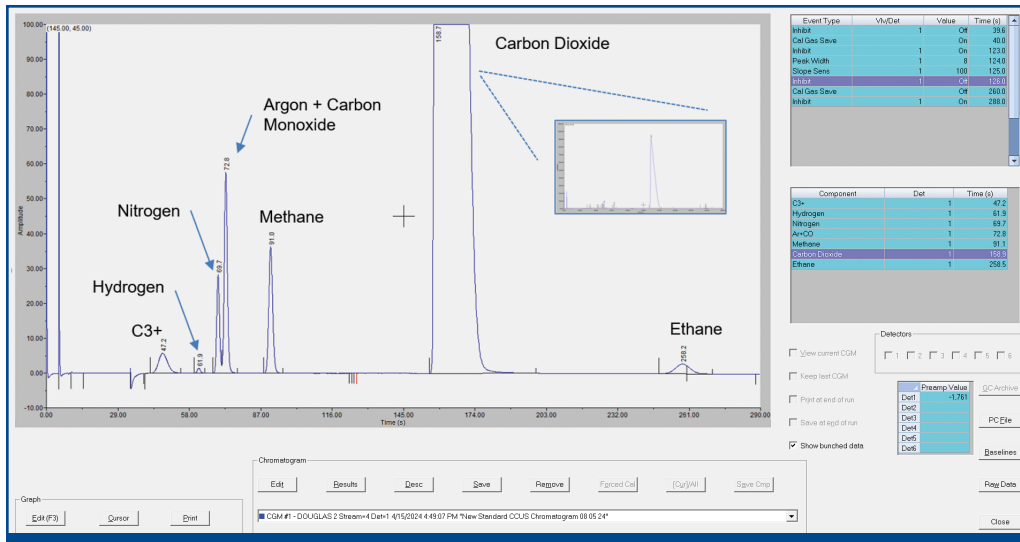 (145.00, 45.00)
100.00
90.00
80.00
70.00
60.00
50.00
40.00
30.00
20.00
10.00
0.00
-10.00
Amplitude
0.00 29.00 58.00 87.00 116.00 145.00 174.00 203.00 232.00 261.00 290.00
Time (s)
Carbon Dioxide
158.7
Argon + Carbon
Monoxide
72.8
Nitrogen
69.7
Methane
91.0
Hydrogen
61.9
C3+
47.2
Ethane
258.2
Event Type Vlv/Det Value Time (s)
Inhibit 1 Off 39.6
Cal Gas Save On 40.0
Inhibit 1 On 123.0
Peak Width 1 8 124.0
Slope Sens 1 100 125.0
Inhibit 1 Off 126.0
Cal Gas Save Off 260.0
Inhibit 1 On 288.0
Component Det Time (s)
C3+ 1 47.2
Hydrogen 1 61.9
Nitrogen 1 69.7
Ar+CO 1 72.8
Methane 1 91.1
Carbon Dioxide 1 158.9
Ethane 1 258.5
Detectors
1 2 3 4 5 6
View current CGM
Keep last CGM
Print at end of run
Save at end of run
Show bunched data
Preamp Value
Det1 -1.761
Det2
Det3
Det4
Det5
Det6
GC Archive
PC File
Baselines
Raw Data
Close
Chromatogram
Edit Results Desc Save Remove Forced Cal [Cur]/All Save Cmp
CGM #1 - DOUGLAS 2 Stream=4 Det=1 4/15/2024 4:49:07 PM "New Standard CCUS Chromatogram 08 05 24"
Graph
Edit (F3) Cursor Print